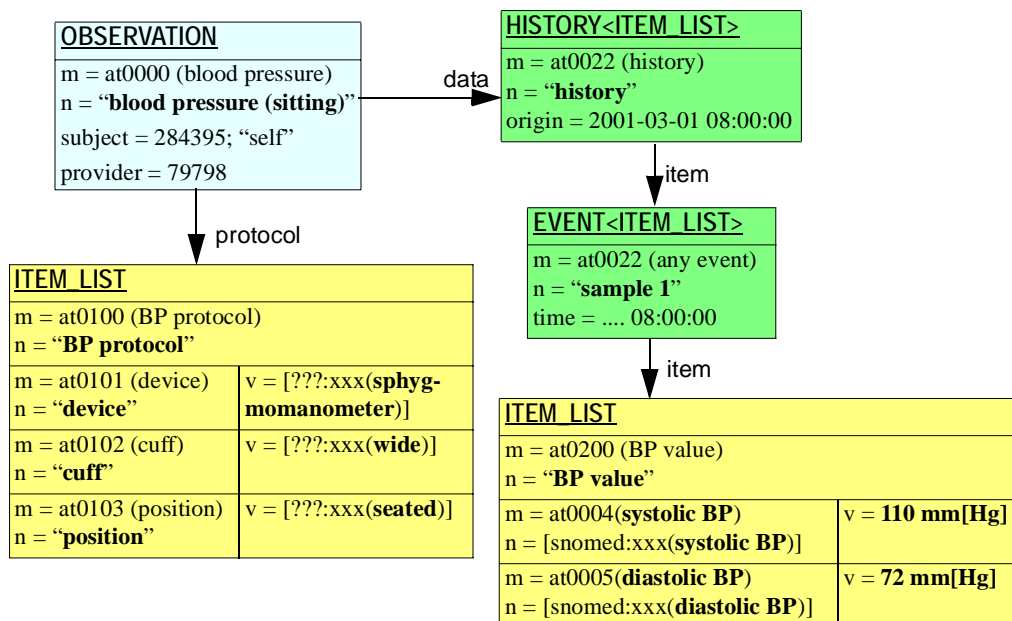 OBSERVATION
m = at0000 (blood pressure)
n = “blood pressure (sitting)”
subject = 284395; “self”
provider = 79798
data
HISTORY<ITEM_LIST>
m = at0022 (history)
n = “history”
origin = 2001-03-01 08:00:00
item
EVENT<ITEM_LIST>
m = at0022 (any event)
n = “sample 1”
time = .... 08:00:00
item
protocol
ITEM_LIST
m = at0100 (BP protocol)
n = “BP protocol”
m = at0101 (device)
n = “device”
v = [???:xxx(sphyg-
momanometer)]
m = at0102 (cuff)
n = “cuff”
v = [???:xxx(wide)]
m = at0103 (position)
n = “position”
v = [???:xxx(seated)]
ITEM_LIST
m = at0200 (BP value)
n = “BP value”
m = at0004(systolic BP)
n = [snomed:xxx(systolic BP)]
v = 110 mm[Hg]
m = at0005(diastolic BP)
n = [snomed:xxx(diastolic BP)]
v = 72 mm[Hg]